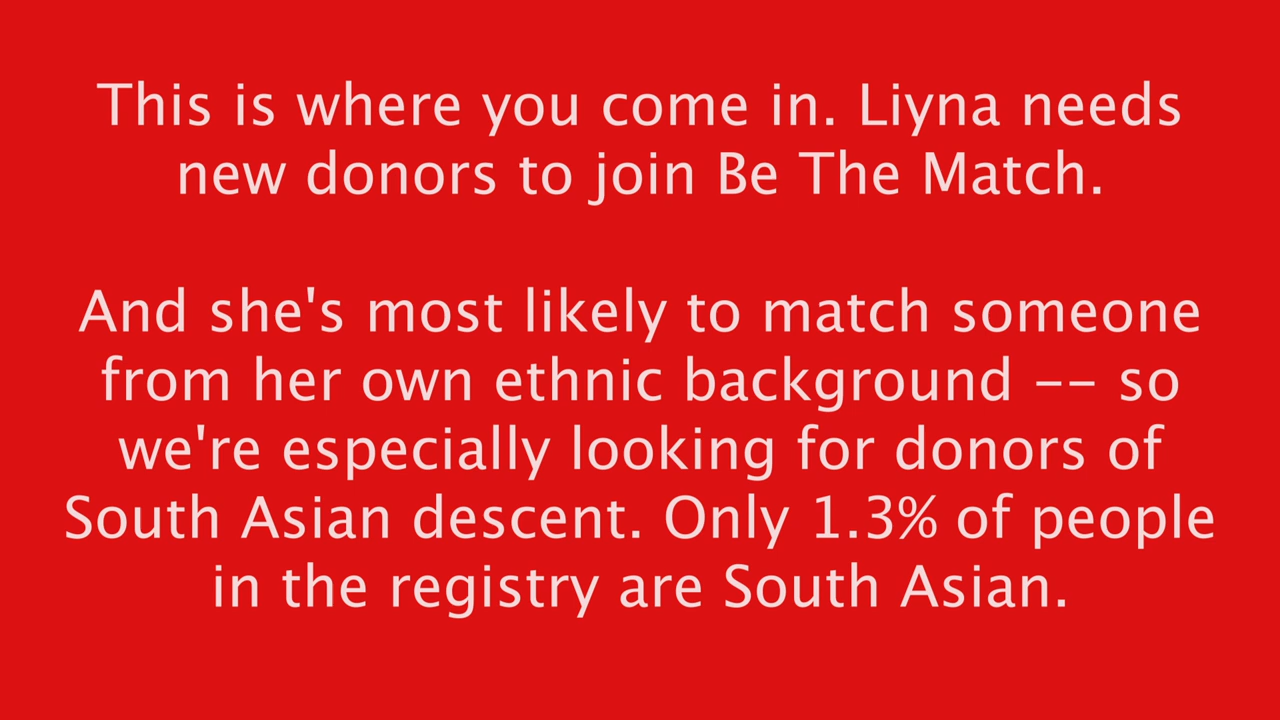 This is where you come in. Liyna needs
new donors to join Be The Match.
And she's most likely to match someone
from her own ethnic background -- so
we're especially looking for donors of
South Asian descent. Only 1.3% of people
in the registry are South Asian.